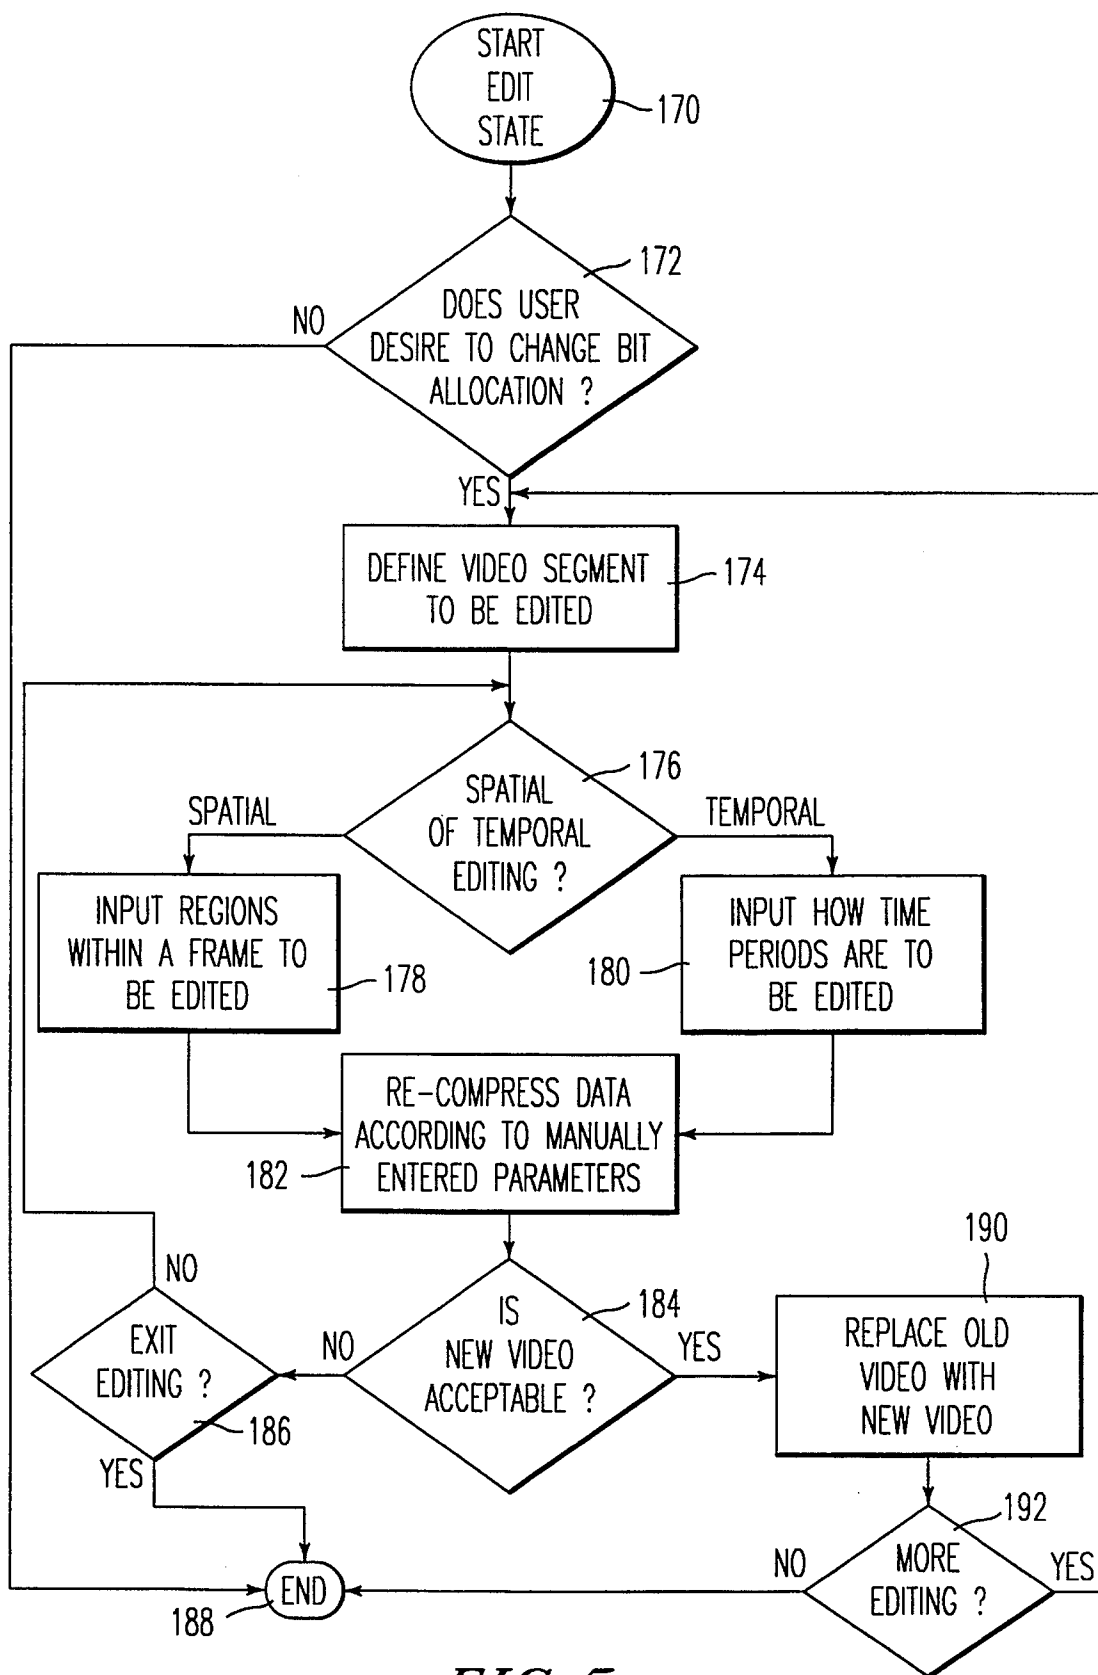 START
EDIT
STATE
170
172
DOES USER
DESIRE TO CHANGE BIT
ALLOCATION ?
NO
YES
DEFINE VIDEO SEGMENT
TO BE EDITED
174
176
SPATIAL
OF TEMPORAL
EDITING ?
SPATIAL
TEMPORAL
INPUT REGIONS
WITHIN A FRAME TO
BE EDITED
178
INPUT HOW TIME
PERIODS ARE TO
BE EDITED
180
RE-COMPRESS DATA
ACCORDING TO MANUALLY
ENTERED PARAMETERS
182
IS
NEW VIDEO
ACCEPTABLE ?
184
NO
YES
EXIT
EDITING ?
186
NO
YES
190
REPLACE OLD
VIDEO WITH
NEW VIDEO
192
MORE
EDITING ?
NO
YES
END
188